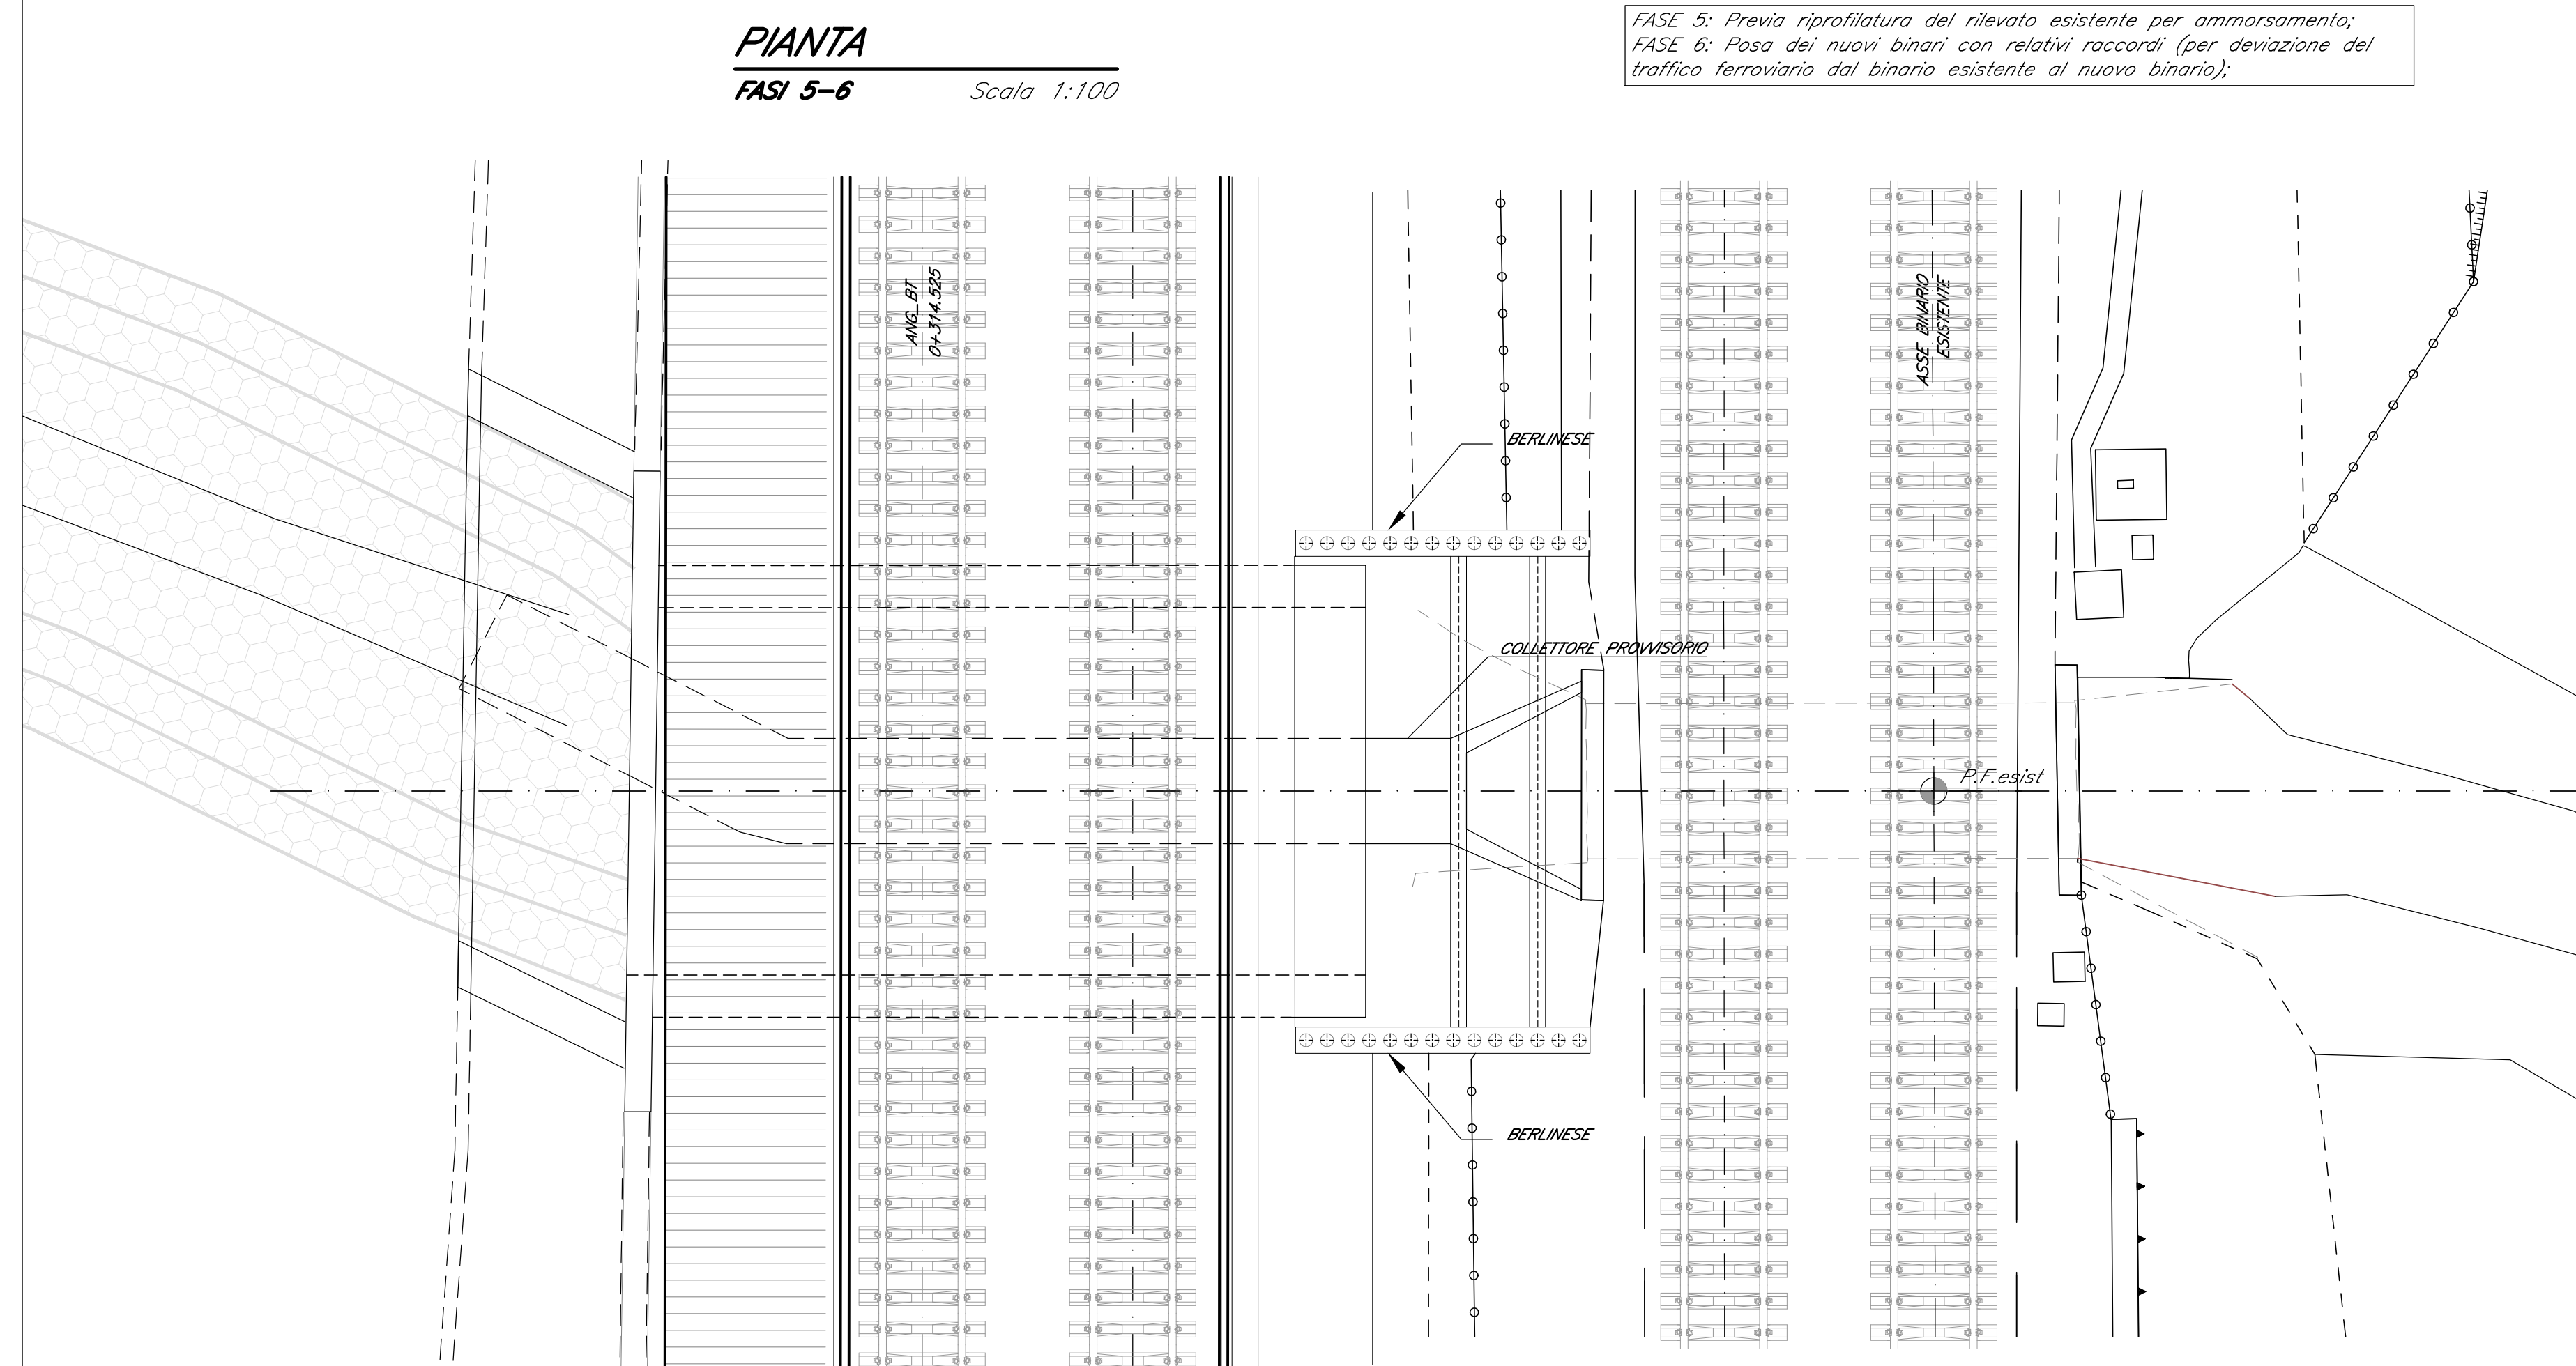 PIANTA
FASI 5-6 Scala 1:100
FASE 5: Previa riprofilatura del rilevato esistente per ammorsamento;
FASE 6: Posa dei nuovi binari con relativi raccordi (per deviazione del
traffico ferroviario dal binario esistente al nuovo binario);
ANG_BT
0+314.525
ASSE BINARIO
ESISTENTE
BERLINESE
COLLETTORE PROVVISORIO
P.F.esist
BERLINESE